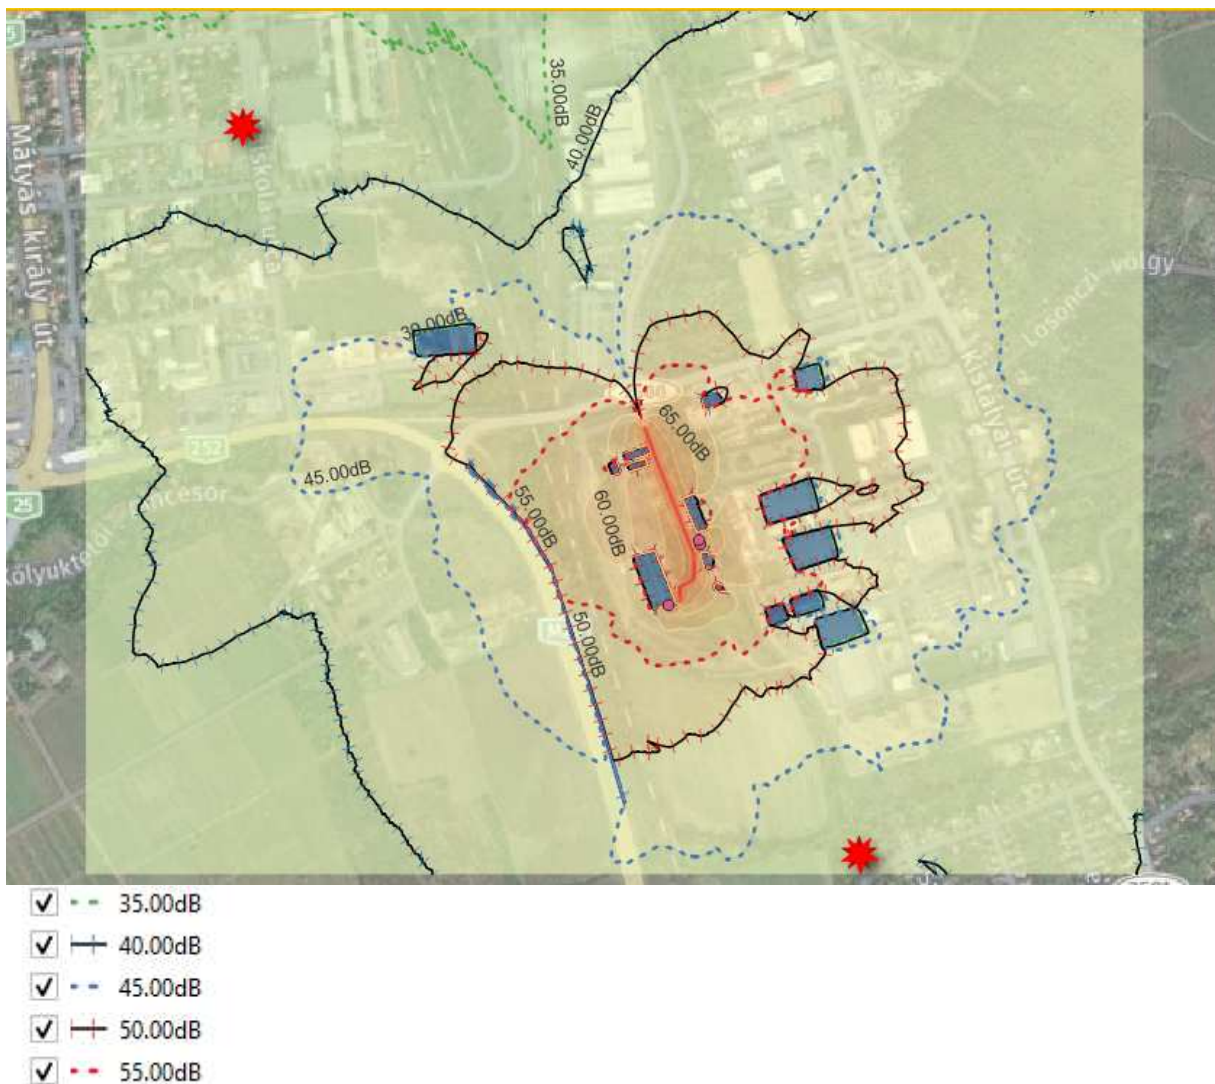 5
35.00dB
40.00dB
Mátyás király út
Iskola utca
Losonczi völgy
30.00dB
Kistályai út
65.00dB
252
45.00dB
25
55.00dB
60.00dB
50.00dB
35.00dB
40.00dB
45.00dB
50.00dB
55.00dB